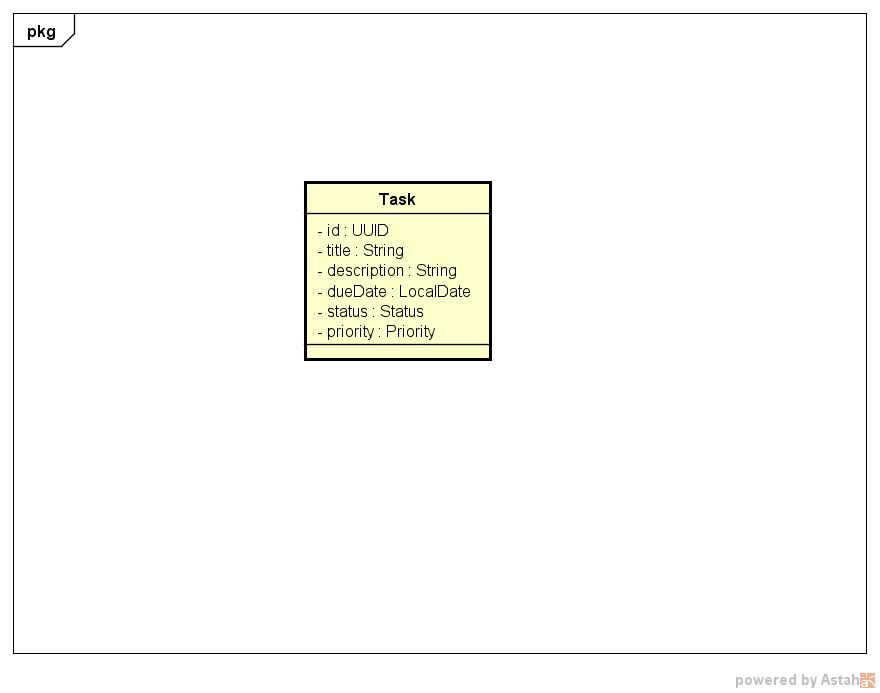 pkg
Task
- id : UUID
- title : String
- description : String
- dueDate : LocalDate
- status : Status
- priority : Priority
powered by Astah